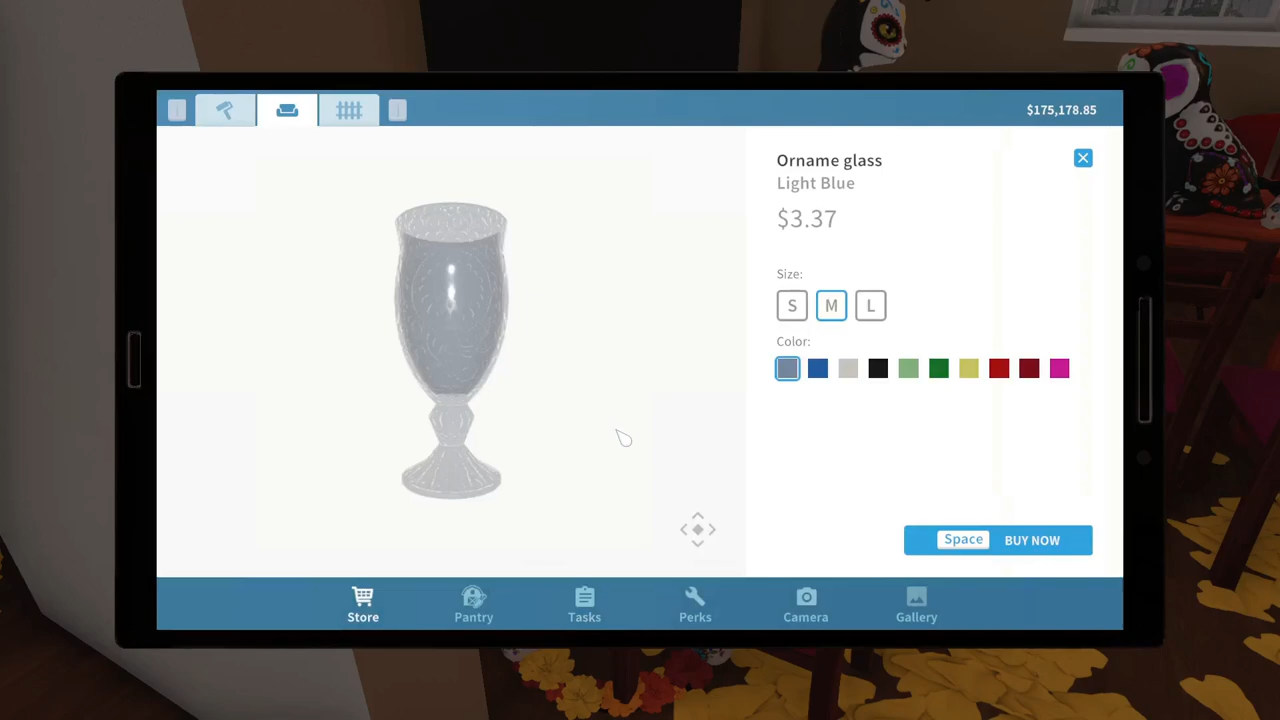 $175,178.85
Orname glass
Light Blue
$3.37
Size:
S M L
Color:
Space BUY NOW
Store Pantry Tasks Perks Camera Gallery